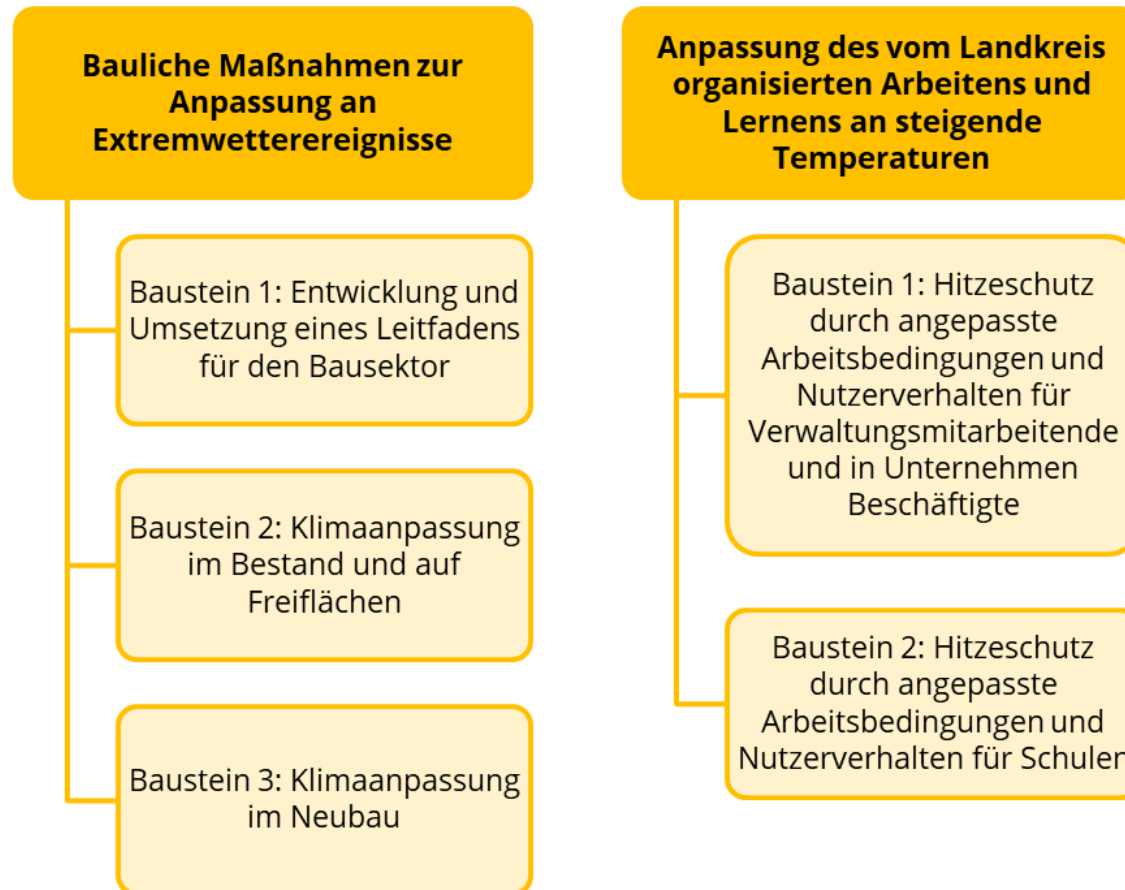 Bauliche Maßnahmen zur
Anpassung an
Extremwetterereignisse
Baustein 1: Entwicklung und
Umsetzung eines Leitfadens
für den Bausektor
Baustein 2: Klimaanpassung
im Bestand und auf
Freiflächen
Baustein 3: Klimaanpassung
im Neubau
Anpassung des vom Landkreis
organisierten Arbeitens und
Lernens an steigende
Temperaturen
Baustein 1: Hitzeschutz
durch angepasste
Arbeitsbedingungen und
Nutzerverhalten für
Verwaltungsmitarbeitende
und in Unternehmen
Beschäftigte
Baustein 2: Hitzeschutz
durch angepasste
Arbeitsbedingungen und
Nutzerverhalten für Schulen